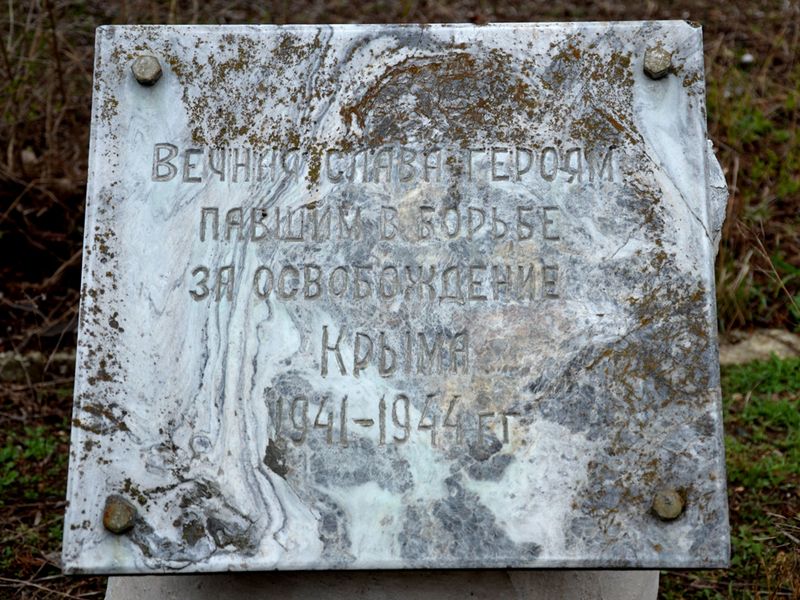 Вечная слава героям
павшим в борьбе
за освобождение
Крыма
1941-1944 гг